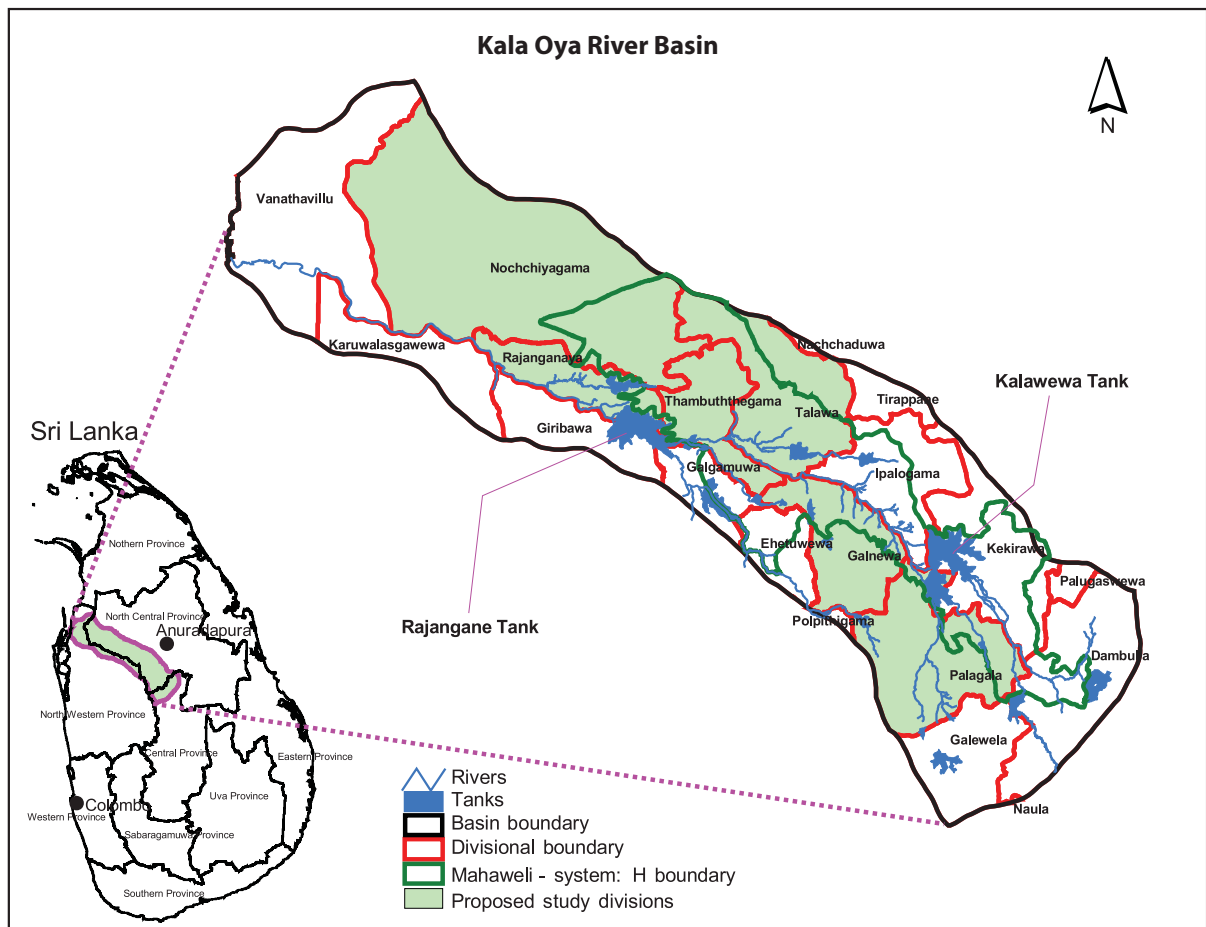 Kala Oya River Basin
N
Vanathavillu
Nochchiyagama
Karuwalasgawewa
Rajanganaya
Nachchaduwa
Kalawewa Tank
Thambuththegama
Talawa
Tirappane
Giribawa
Galgamuwa
Ipalogama
Ehetuwewa
Galnewa
Kekirawa
Palugaswewa
Rajangane Tank
Polpithigama
Dambulla
Palagala
Galewela
Naula
Sri Lanka
Nothern Province
North Central Province
Anuradapura
North Western Province
Central Province
Eastern Province
Uva Province
Colombo
Western Province
Sabaragamuwa Province
Southern Province
Rivers
Tanks
Basin boundary
Divisional boundary
Mahaweli - system: H boundary
Proposed study divisions